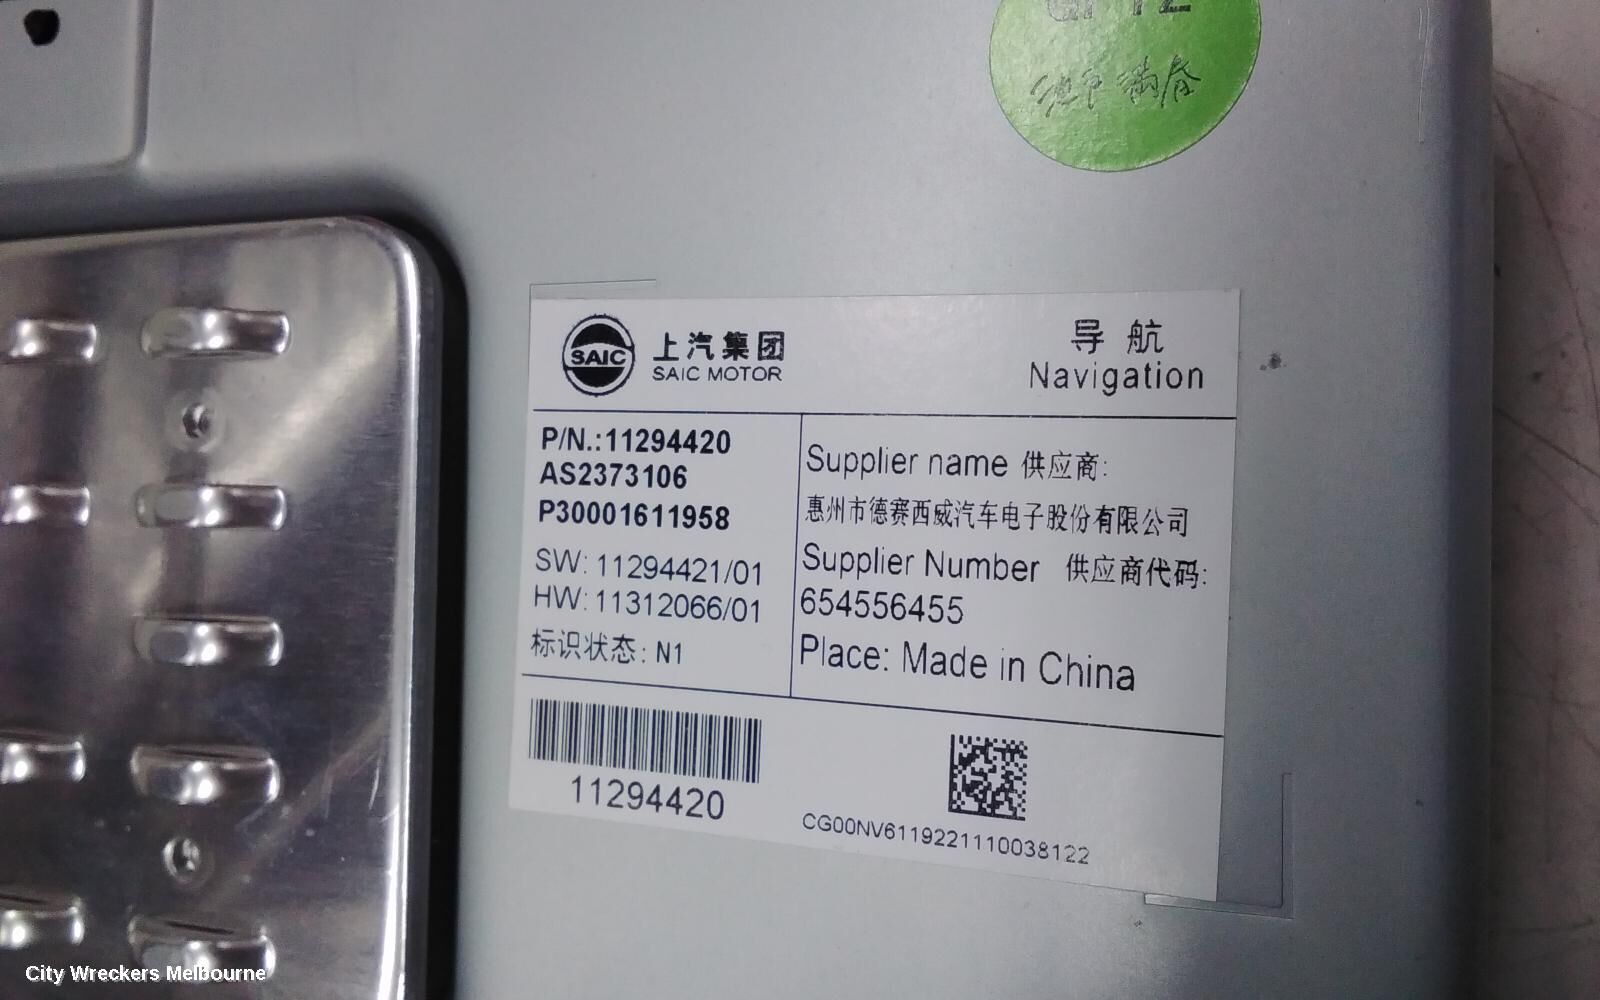 SAIC
上汽集团
SAIC MOTOR
导航
Navigation
P/N.:11294420
AS2373106
P30001611958
SW: 11294421/01
HW: 11312066/01
标识状态: N1
Supplier name 供应商:
惠州市德赛西威汽车电子股份有限公司
Supplier Number 供应商代码:
654556455
Place: Made in China
11294420
CG00NV6119221110038122
City Wreckers Melbourne